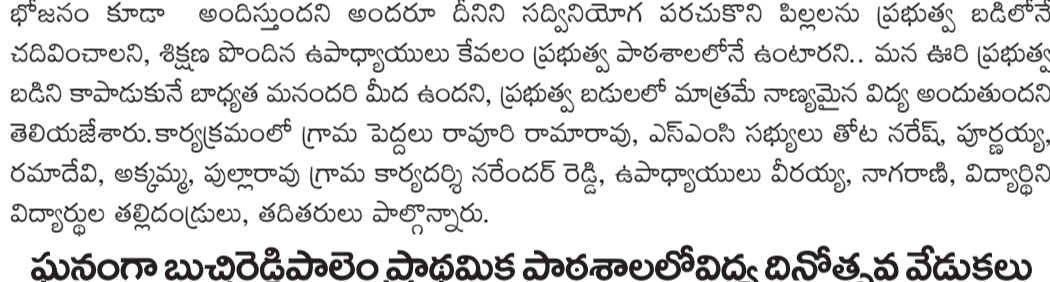 భోజనం కూడా అందిస్తుందని అందరూ దీనిని సద్వినియోగ పరచుకొని పిల్లలను ప్రభుత్వ బడిలోనే
చదివించాలని, శిక్షణ పొందిన ఉపాధ్యాయులు కేవలం ప్రభుత్వ పాఠశాలలోనే ఉంటారని.. మన ఊరి ప్రభుత్వ
బడిని కాపాడుకునే బాధ్యత మనందరి మీద ఉందని, ప్రభుత్వ బడులలో మాత్రమే నాణ్యమైన విద్య అందుతుందని
తెలియజేశారు.కార్యక్రమంలో గ్రామ పెద్దలు రావూరి రామారావు, ఎస్ఎంసి సభ్యులు తోట నరేష్, పూర్ణయ్య,
రమాదేవి, అక్కమ్మ, పుల్లారావు గ్రామ కార్యదర్శి నరేందర్ రెడ్డి, ఉపాధ్యాయులు వీరయ్య, నాగరాణి, విద్యార్థిని
విద్యార్థుల తల్లిదండ్రులు, తదితరులు పాల్గొన్నారు.
ఘనంగా బుచ్చిరెడ్డిపాలెం ప్రాథమిక పాఠశాలలోవిద్య దినోత్సవ వేడుకలు